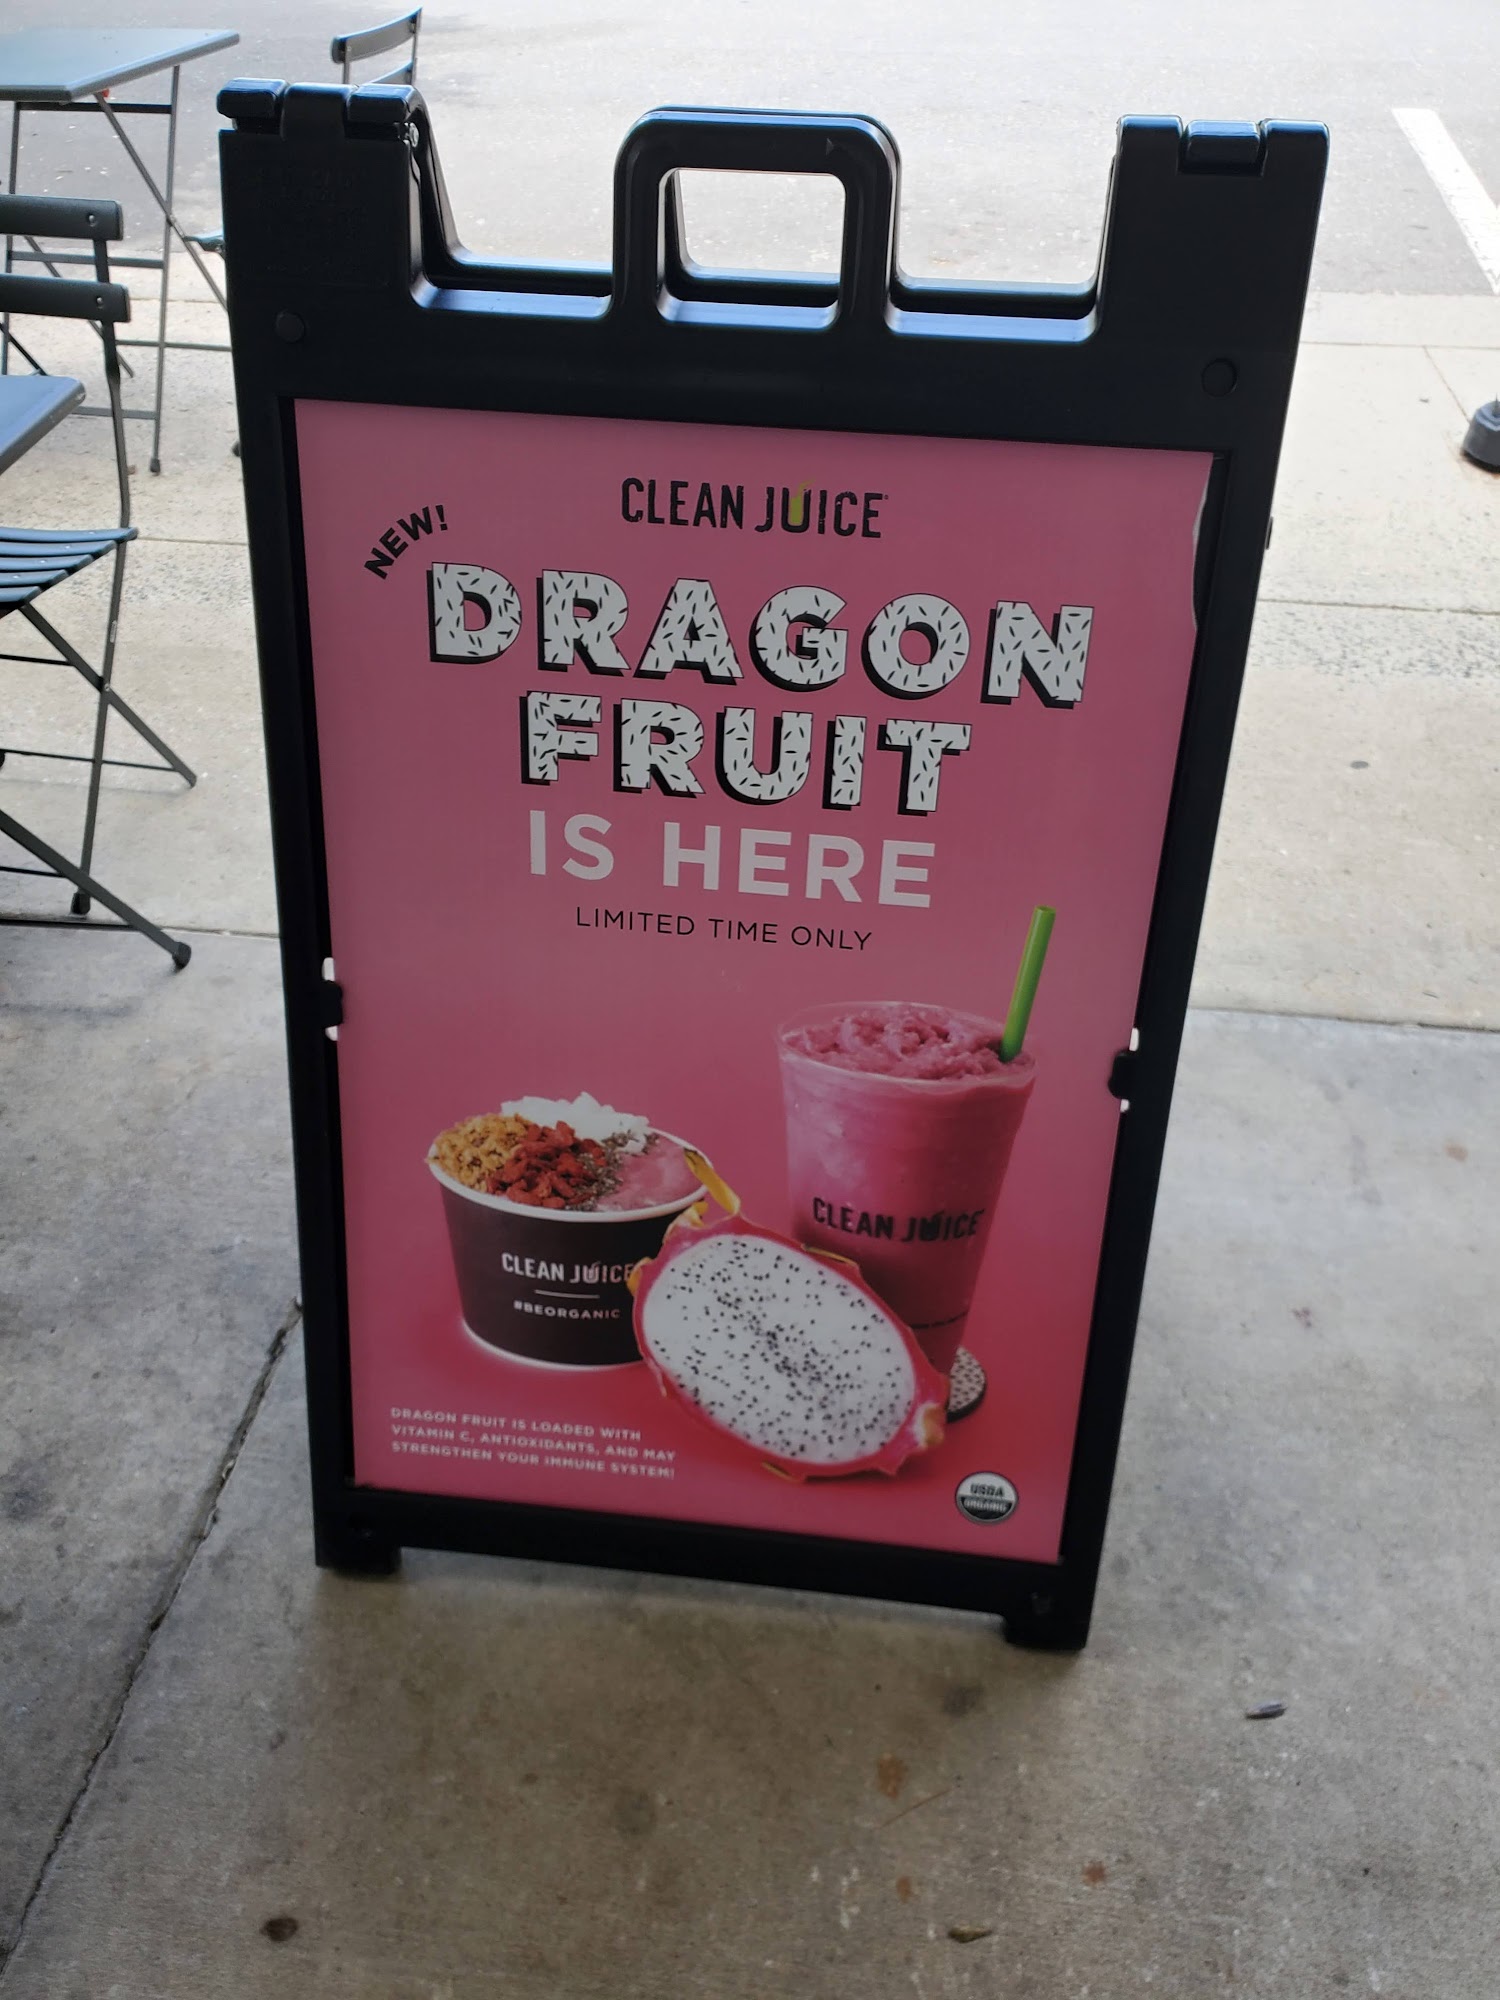 CLEAN JUICE
NEW!
DRAGON
FRUIT
IS HERE
LIMITED TIME ONLY
CLEAN JUICE
CLEAN JUICE
#BEORGANIC
DRAGON FRUIT IS LOADED WITH
VITAMIN C, ANTIOXIDANTS, AND MAY
STRENGTHEN YOUR IMMUNE SYSTEM!
USDA
ORGANIC